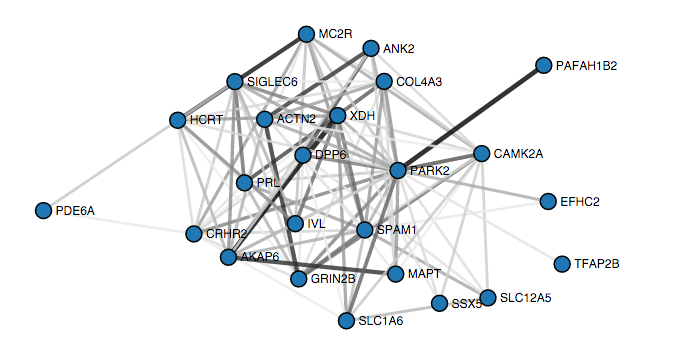 MC2R
ANK2
PAFAH1B2
SIGLEC6
COL4A3
HCRT
ACTN2
XDH
DPP6
CAMK2A
PARK2
PRL
EFHC2
PDE6A
IVL
SPAM1
CRHR2
AKAP6
TFAP2B
GRIN2B
MAPT
SSX5
SLC12A5
SLC1A6